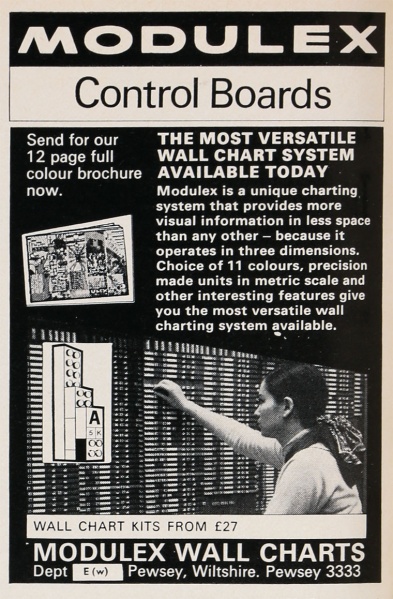 MODULEX
Control Boards
Send for our
12 page full
colour brochure
now.
THE MOST VERSATILE
WALL CHART SYSTEM
AVAILABLE TODAY
Modulex is a unique charting
system that provides more
visual information in less space
than any other – because it
operates in three dimensions.
Choice of 11 colours, precision
made units in metric scale and
other interesting features give
you the most versatile wall
charting system available.
A
5 K
WALL CHART KITS FROM £27
MODULEX WALL CHARTS
Dept E (w) Pewsey, Wiltshire. Pewsey 3333